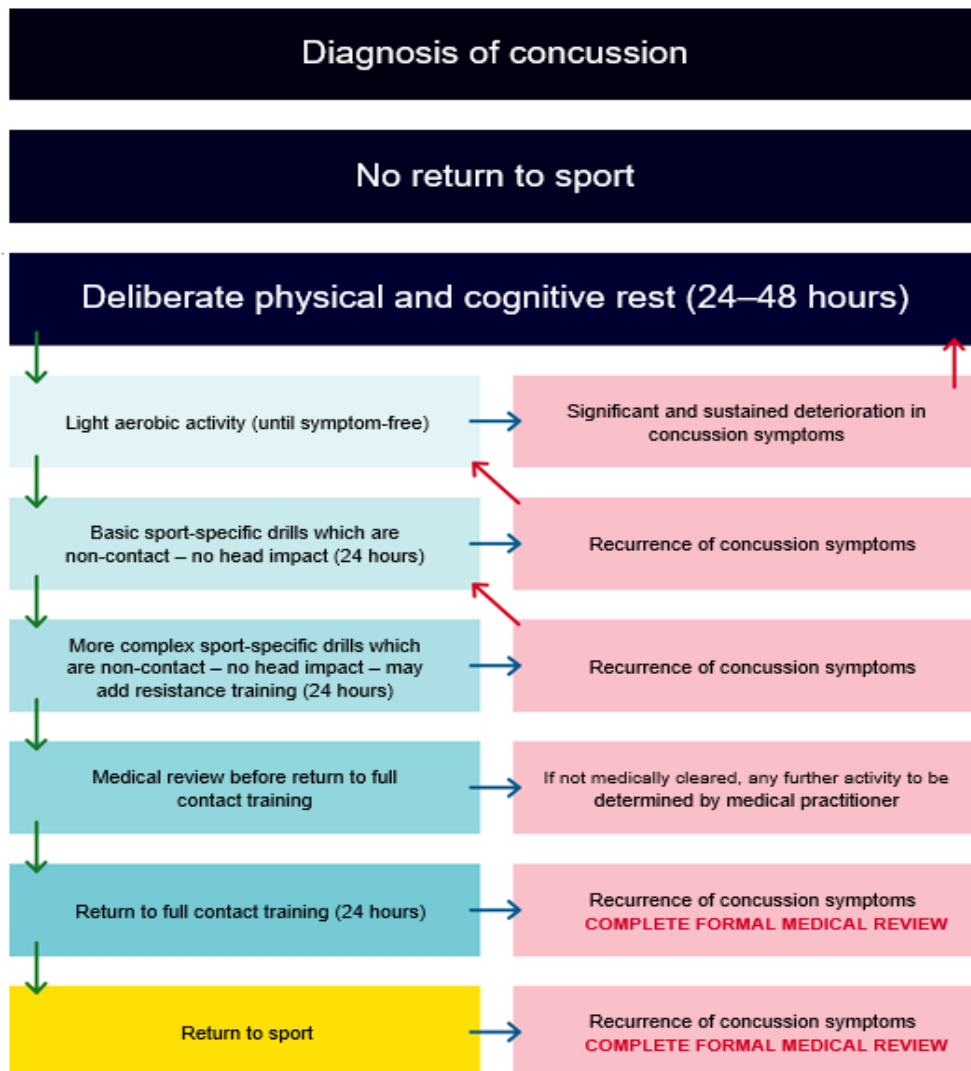 Diagnosis of concussion
No return to sport
Deliberate physical and cognitive rest (24–48 hours)
Light aerobic activity (until symptom-free)
Significant and sustained deterioration in
concussion symptoms
Basic sport-specific drills which are
non-contact – no head impact (24 hours)
Recurrence of concussion symptoms
More complex sport-specific drills which
are non-contact – no head impact – may
add resistance training (24 hours)
Recurrence of concussion symptoms
Medical review before return to full
contact training
If not medically cleared, any further activity to be
determined by medical practitioner
Return to full contact training (24 hours)
Recurrence of concussion symptoms
COMPLETE FORMAL MEDICAL REVIEW
Return to sport
Recurrence of concussion symptoms
COMPLETE FORMAL MEDICAL REVIEW